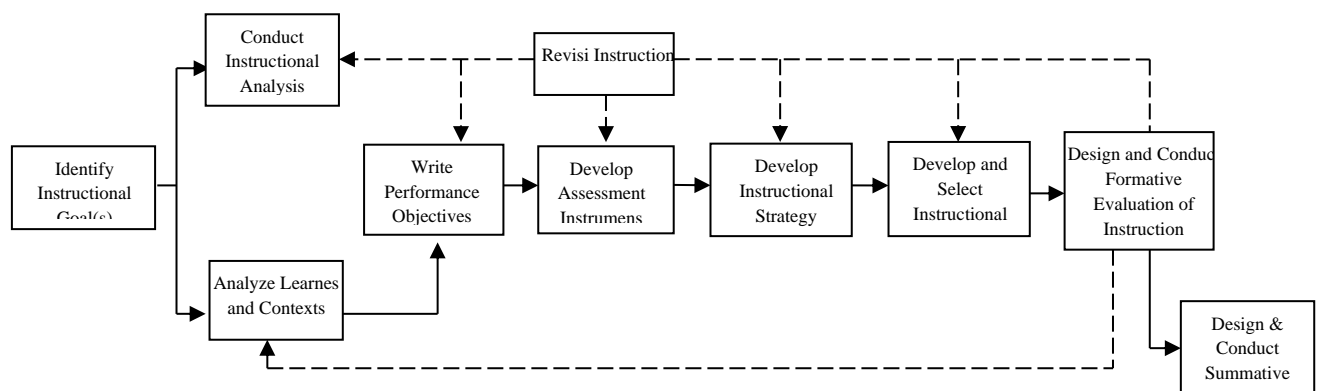 Conduct
Instructional
Analysis
Revisi Instruction
Identify
Instructional
Goal(s)
Write
Performance
Objectives
Develop
Assessment
Instrumens
Develop
Instructional
Strategy
Develop and
Select
Instructional
Design and Conduc
Formative
Evaluation of
Instruction
Analyze Learnes
and Contexts
Design &
Conduct
Summative